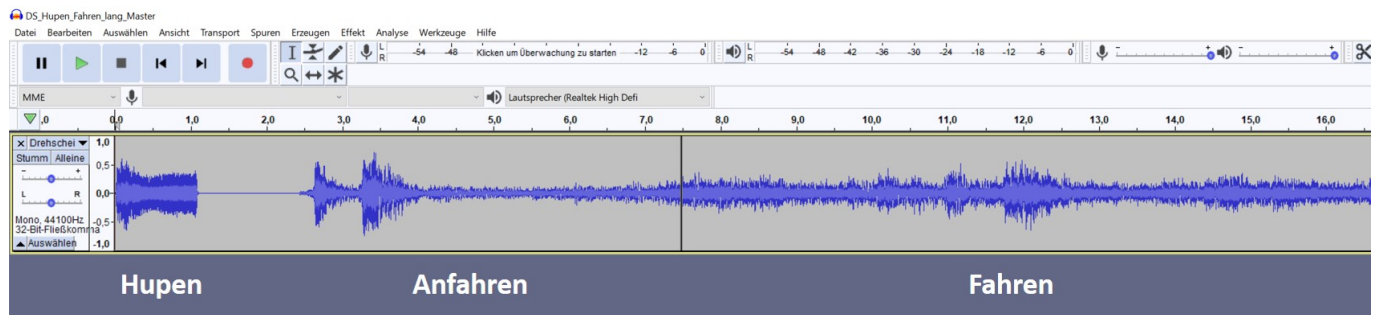 DS_Hupen_Fahren_lang_Master
Datei Bearbeiten Auswählen Ansicht Transport Spuren Erzeugen Effekt Analyse Werkzeuge Hilfe
L R -54 -48 Klicken um Überwachung zu starten -12 -6 0 L R -54 -48 -42 -36 -30 -24 -18 -12 -6 0
MME Lautsprecher (Realtek High Defi
,0 0,0 1,0 2,0 3,0 4,0 5,0 6,0 7,0 8,0 9,0 10,0 11,0 12,0 13,0 14,0 15,0 16,0
× Drehschei 1,0
Stumm Alleine 0,5
- +
L R 0,0
Mono, 44100Hz -0,5
32-Bit-Fließkomma
Auswählen -1,0
Hupen Anfahren Fahren